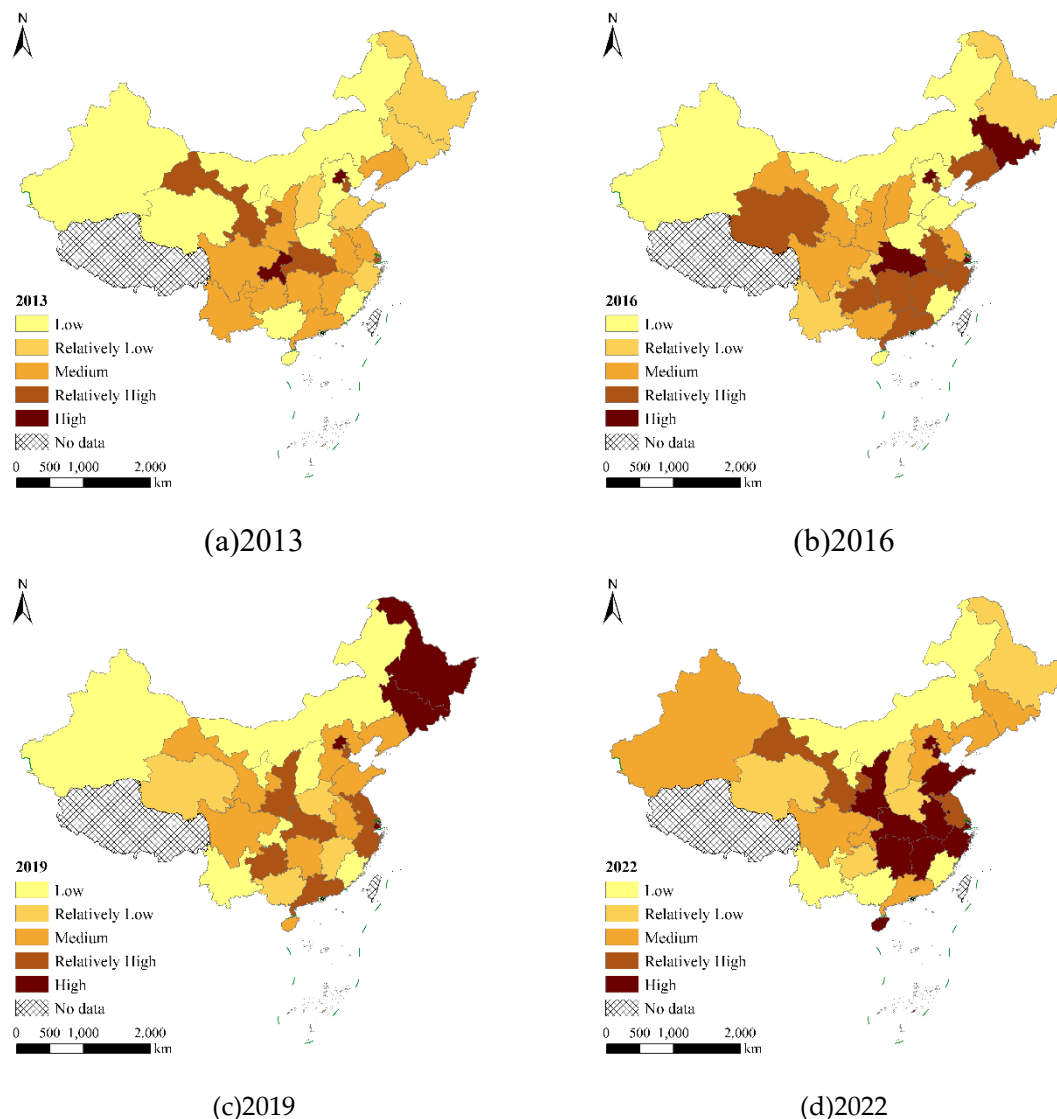 N
2013
Low
Relatively Low
Medium
Relatively High
High
No data
0 500 1,000 2,000
km
(a)2013
N
2016
Low
Relatively Low
Medium
Relatively High
High
No data
0 500 1,000 2,000
km
(b)2016
N
2019
Low
Relatively Low
Medium
Relatively High
High
No data
0 500 1,000 2,000
km
(c)2019
N
2022
Low
Relatively Low
Medium
Relatively High
High
No data
0 500 1,000 2,000
km
(d)2022